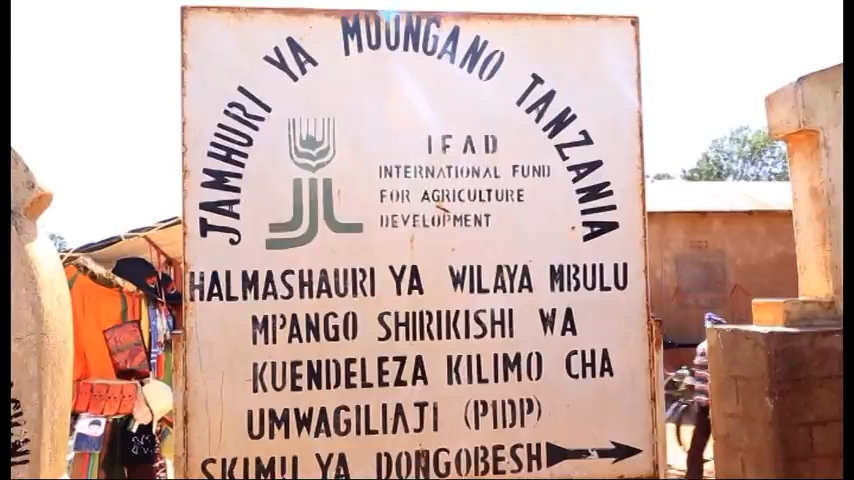 JAMHURI YA MUUNGANO TANZANIA
IFAD
INTERNATIONAL FUND
FOR AGRICULTURE
DEVELOPMENT
HALMASHAURI YA WILAYA MBULU
MPANGO SHIRIKISHI WA
KUENDELEZA KILIMO CHA
UMWAGILIAJI (PIDP)
SKIMU YA DONGOBESH